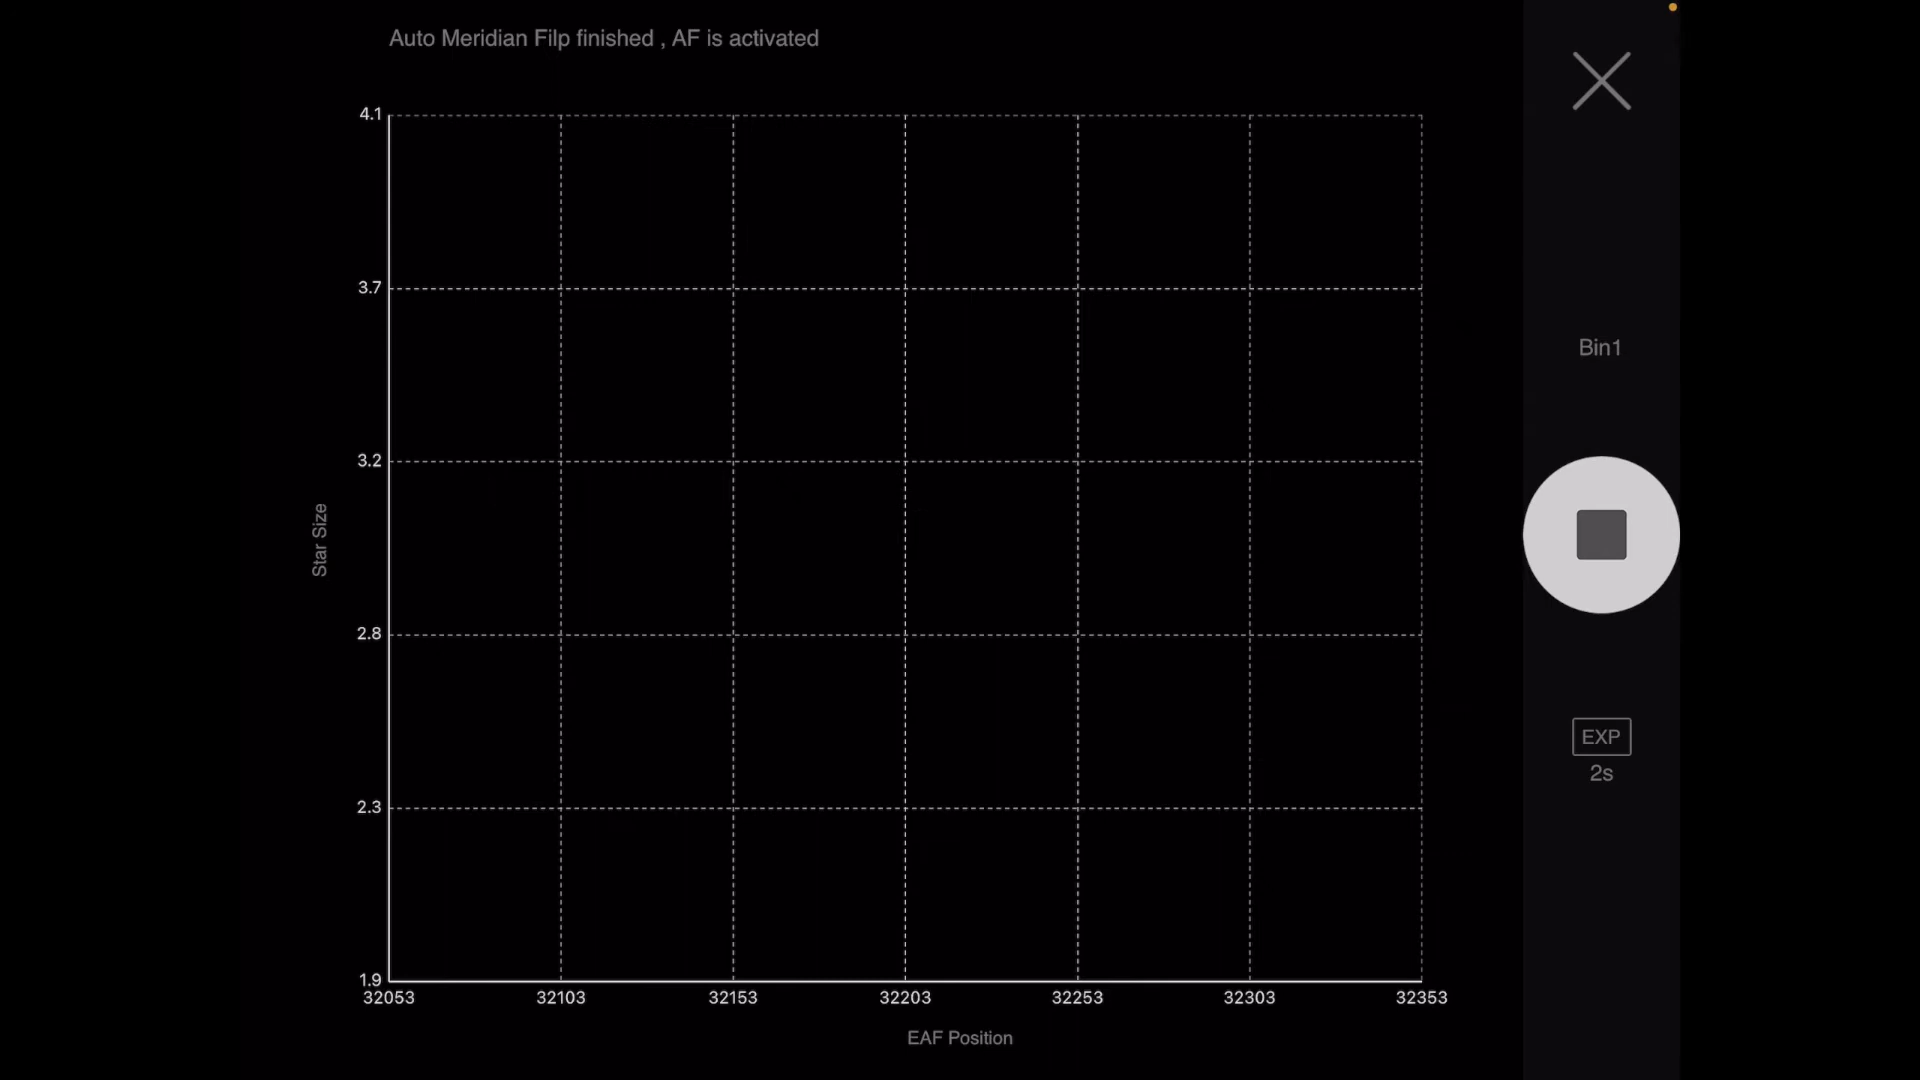 Auto Meridian Filp finished , AF is activated
4.1
3.7
3.2
2.8
2.3
1.9
Star Size
32053 32103 32153 32203 32253 32303 32353
EAF Position
Bin1
EXP
2s